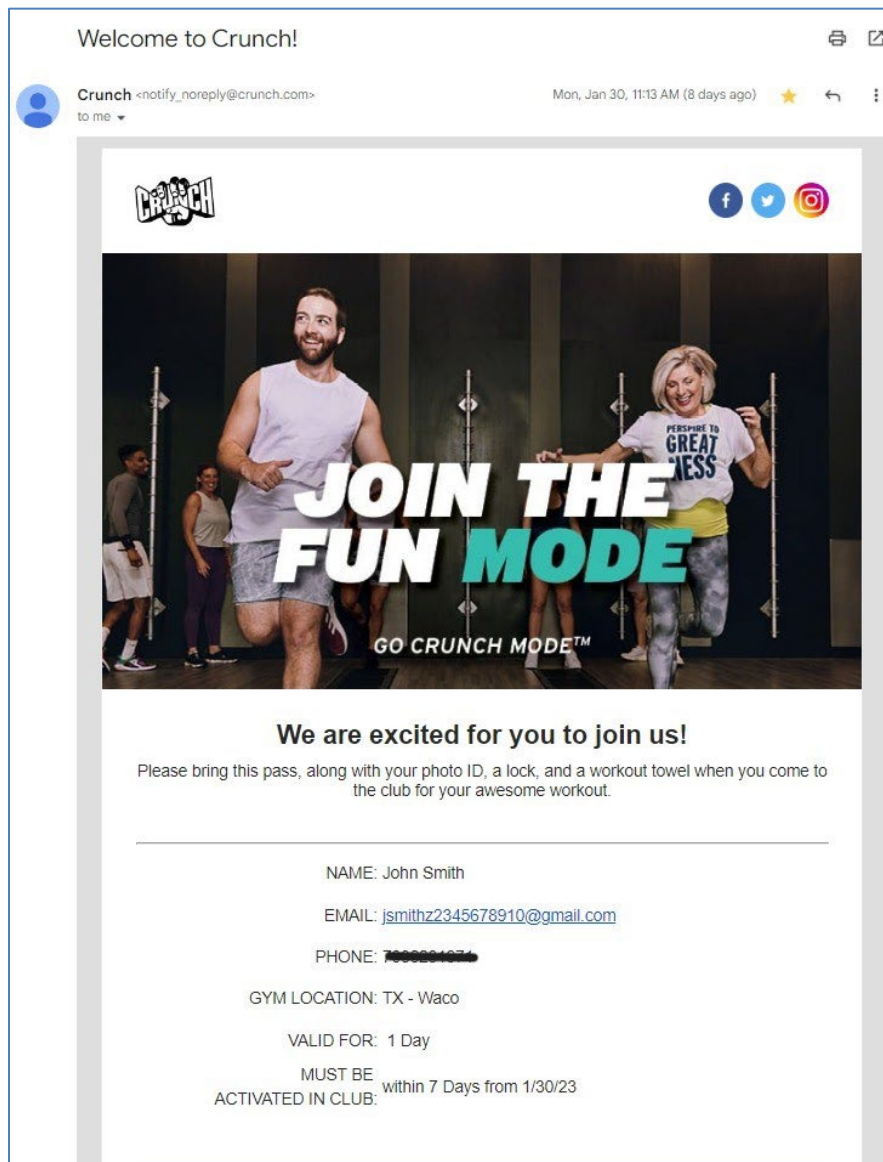 Welcome to Crunch!
Crunch <notify_noreply@crunch.com>
Mon, Jan 30, 11:13 AM (8 days ago)
to me
CRUNCH
PERSPIRE TO
GREAT
NESS
JOIN THE
FUN MODE
GO CRUNCH MODE™
We are excited for you to join us!
Please bring this pass, along with your photo ID, a lock, and a workout towel when you come to
the club for your awesome workout.
NAME: John Smith
EMAIL: jsmithz2345678910@gmail.com
PHONE:
GYM LOCATION: TX - Waco
VALID FOR: 1 Day
MUST BE
ACTIVATED IN CLUB: within 7 Days from 1/30/23